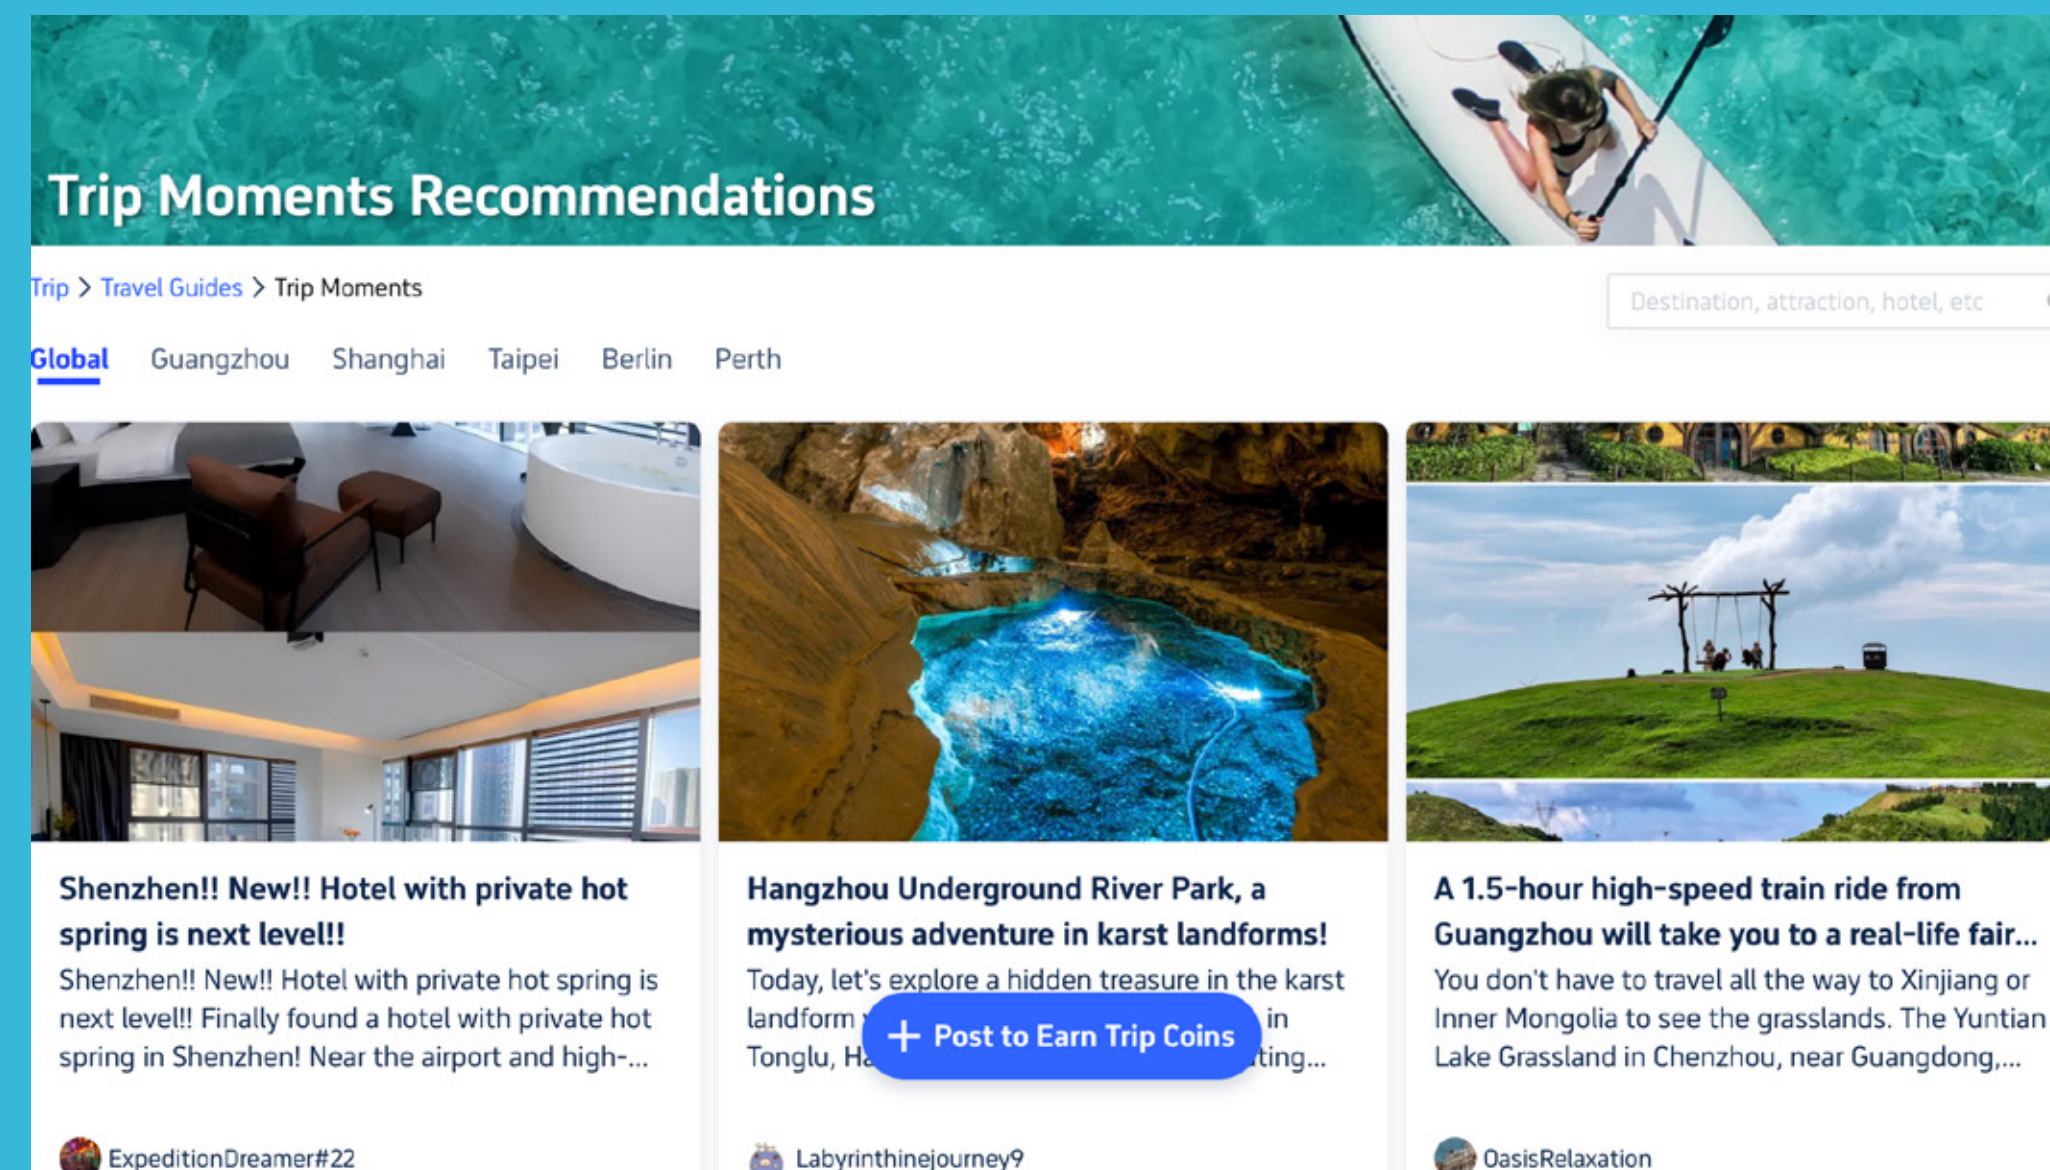 Trip Moments Recommendations
Trip > Travel Guides > Trip Moments
Destination, attraction, hotel, etc
Global Guangzhou Shanghai Taipei Berlin Perth
Shenzhen!! New!! Hotel with private hot
spring is next level!!
Shenzhen!! New!! Hotel with private hot spring is
next level!! Finally found a hotel with private hot
spring in Shenzhen! Near the airport and high-...
ExpeditionDreamer#22
Hangzhou Underground River Park, a
mysterious adventure in karst landforms!
Today, let's explore a hidden treasure in the karst
landform in
Tonglu,
+ Post to Earn Trip Coins
Labyrinthinejourney9
A 1.5-hour high-speed train ride from
Guangzhou will take you to a real-life fair...
You don't have to travel all the way to Xinjiang or
Inner Mongolia to see the grasslands. The Yuntian
Lake Grassland in Chenzhou, near Guangdong,...
OasisRelaxation